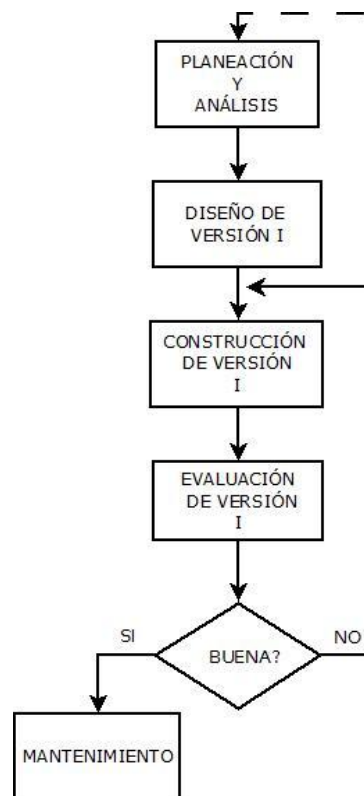 PLANEACIÓN
Y
ANÁLISIS
DISEÑO DE
VERSIÓN I
CONSTRUCCIÓN
DE VERSIÓN
I
EVALUACIÓN
DE VERSIÓN
I
SI
BUENA?
NO
MANTENIMIENTO